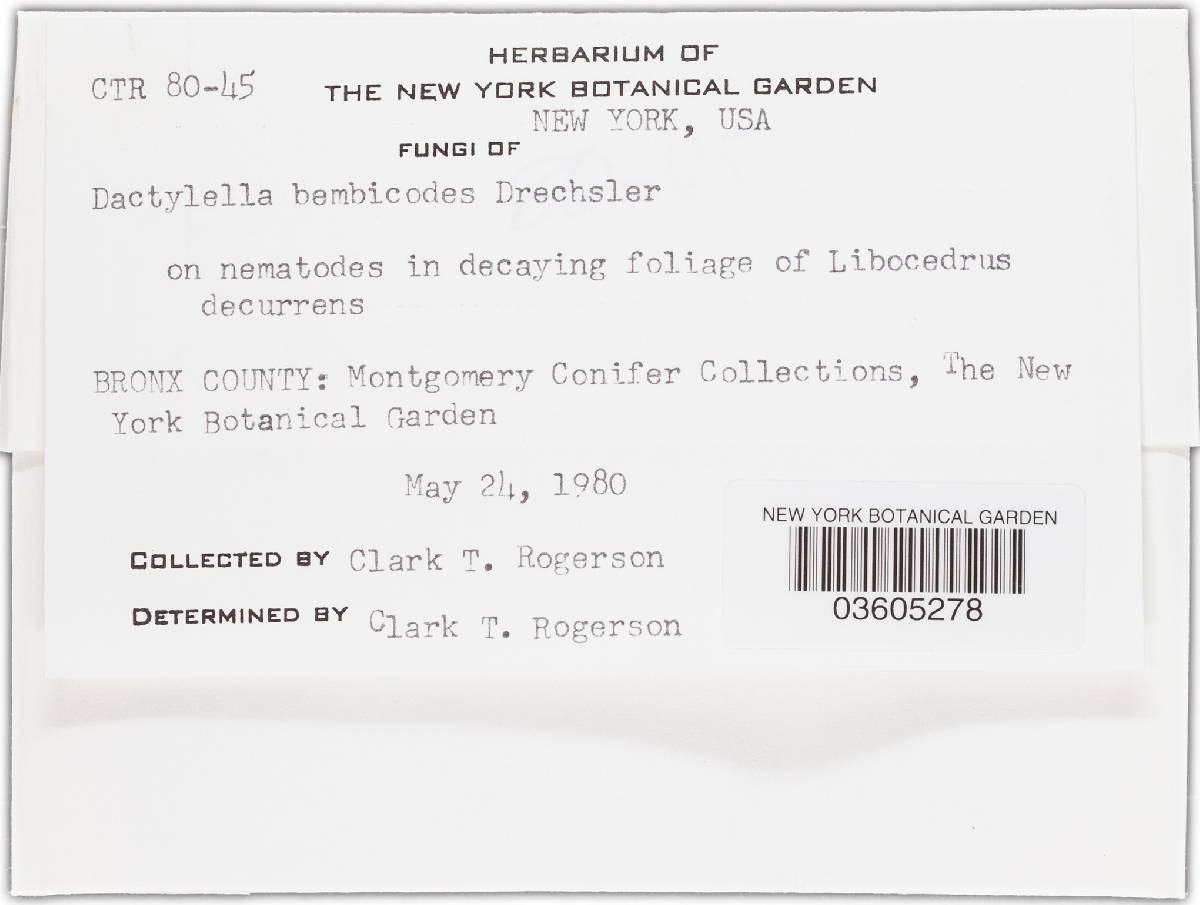 HERBARIUM OF
CTR 80-45
THE NEW YORK BOTANICAL GARDEN
NEW YORK, USA
FUNGI OF
Dactylella bembicodes Drechsler
on nematodes in decaying foliage of Libocedrus
decurrens
BRONX COUNTY: Montgomery Conifer Collections, The New
York Botanical Garden
May 24, 1980
NEW YORK BOTANICAL GARDEN
03605278
COLLECTED BY Clark T. Rogerson
DETERMINED BY Clark T. Rogerson